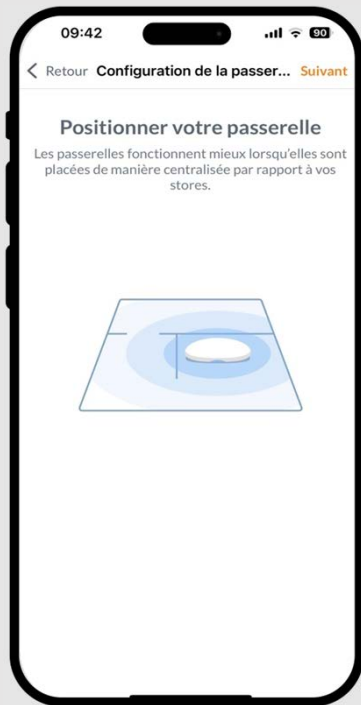 09:42
90
Retour Configuration de la passer... Suivant
Positionner votre passerelle
Les passerelles fonctionnent mieux lorsqu'elles sont
placées de manière centralisée par rapport à vos
stores.